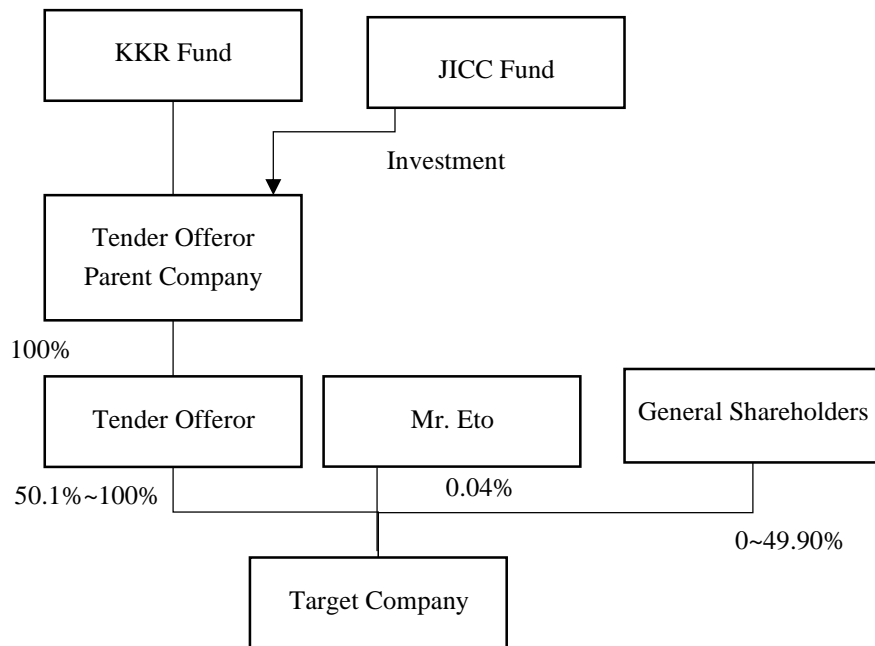 KKR Fund
JICC Fund
Investment
Tender Offeror
Parent Company
100%
Tender Offeror
Mr. Eto
General Shareholders
50.1%~100%
0.04%
0~49.90%
Target Company